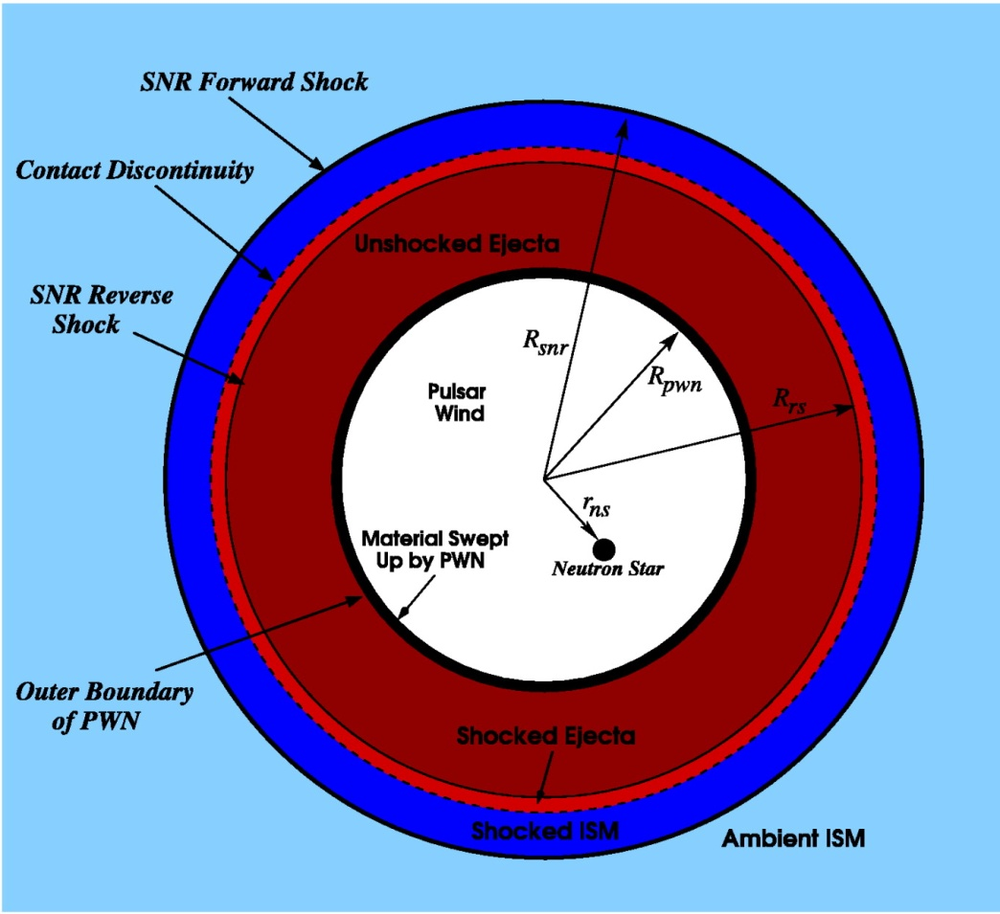 SNR Forward Shock
Contact Discontinuity
Unshocked Ejecta
SNR Reverse
Shock
R_snr
R_pwn
R_rs
Pulsar
Wind
r_ns
Material Swept
Up by PWN
Neutron Star
Outer Boundary
of PWN
Shocked Ejecta
Shocked ISM
Ambient ISM